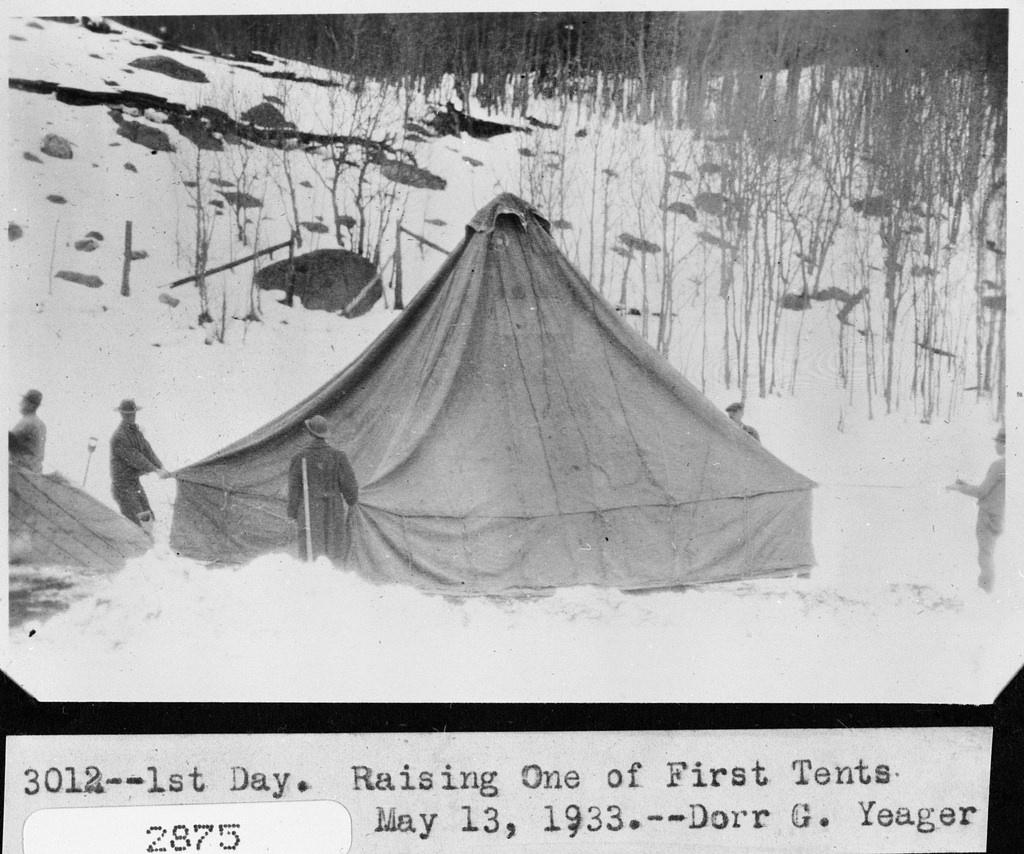 3012--1st Day. Raising One of First Tents
May 13, 1933.--Dorr G. Yeager
2875